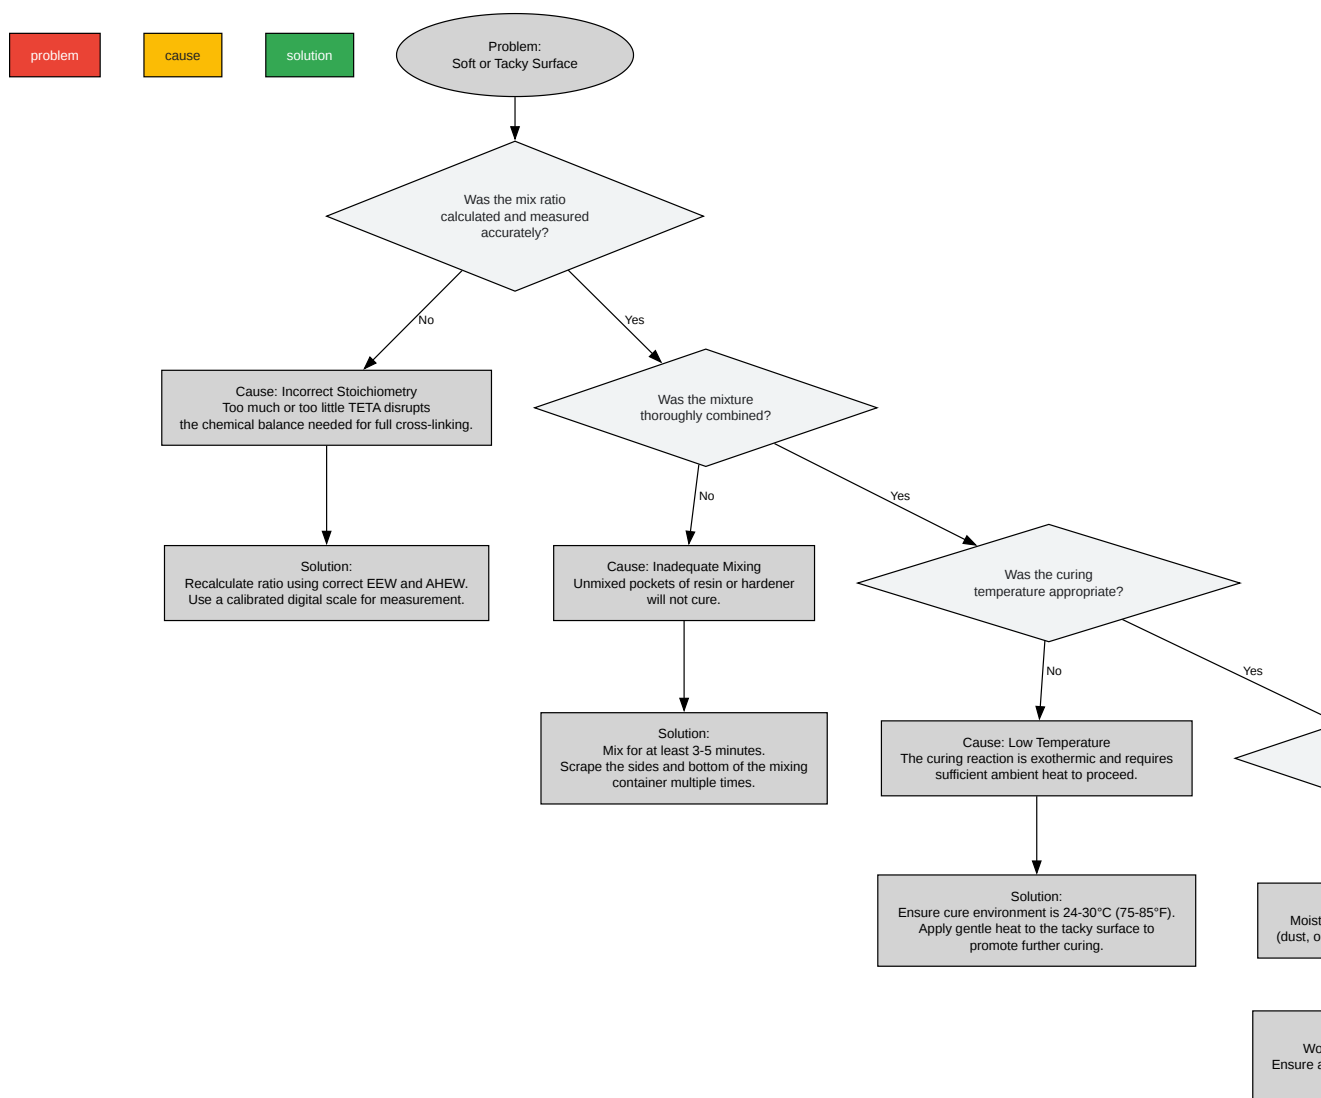 problem
cause
solution
Problem:
Soft or Tacky Surface
Was the mix ratio
calculated and measured
accurately?
No
Yes
Cause: Incorrect Stoichiometry
Too much or too little TETA disrupts
the chemical balance needed for full cross-linking.
Was the mixture
thoroughly combined?
No
Yes
Solution:
Recalculate ratio using correct EEW and AHEW.
Use a calibrated digital scale for measurement.
Cause: Inadequate Mixing
Unmixed pockets of resin or hardener
will not cure.
Was the curing
temperature appropriate?
No
Yes
Solution:
Mix for at least 3-5 minutes.
Scrape the sides and bottom of the mixing
container multiple times.
Cause: Low Temperature
The curing reaction is exothermic and requires
sufficient ambient heat to proceed.
Solution:
Ensure cure environment is 24-30°C (75-85°F).
Apply gentle heat to the tacky surface to
promote further curing.
(dust,
Ensure